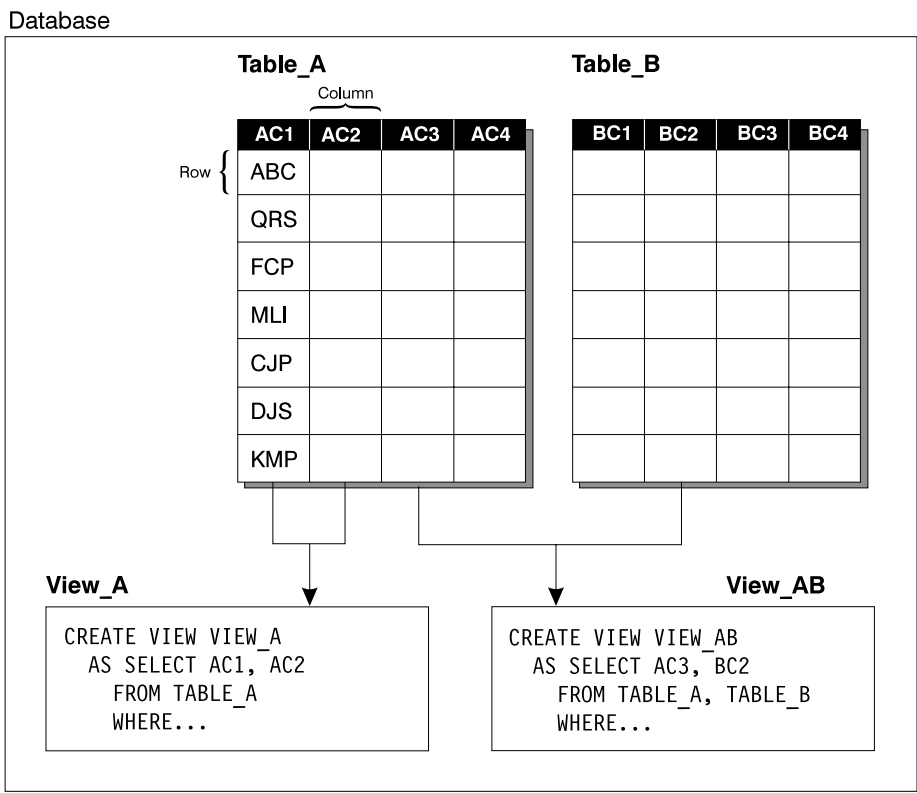 Database
Table_A
Table_B
Column
AC1 AC2 AC3 AC4
BC1 BC2 BC3 BC4
Row
ABC
QRS
FCP
MLI
CJP
DJS
KMP
View_A
View_AB
CREATE VIEW VIEW_A
AS SELECT AC1, AC2
FROM TABLE_A
WHERE...
CREATE VIEW VIEW_AB
AS SELECT AC3, BC2
FROM TABLE_A, TABLE_B
WHERE...